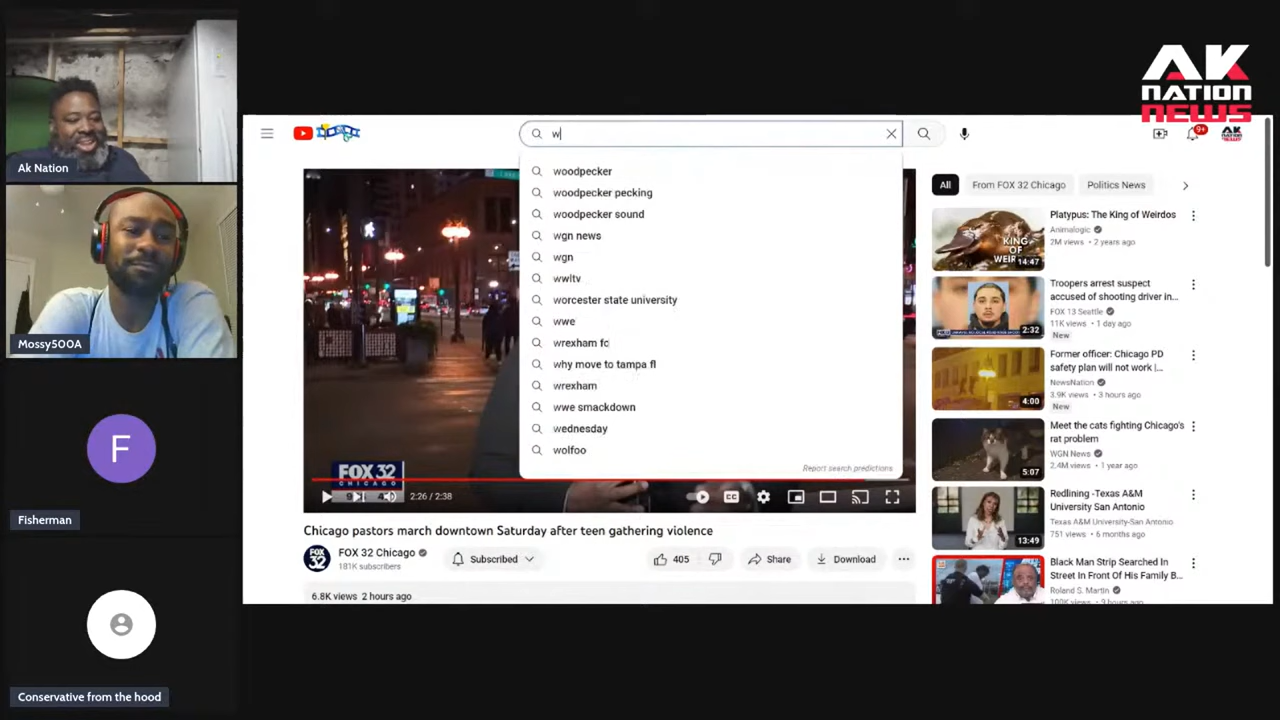 Ak Nation
Mossy500A
F
Fisherman
Conservative from the hood
AK
NATION
NEWS
w
9+
woodpecker
woodpecker pecking
woodpecker sound
wgn news
wgn
wwltv
worcester state university
wwe
wrexham fc
why move to tampa fl
wrexham
wwe smackdown
wednesday
wolfoo
Report search predictions
FOX 32
CHICAGO
2:26 / 2:38
CC
Chicago pastors march downtown Saturday after teen gathering violence
FOX 32 Chicago
181K subscribers
Subscribed
405
Share
Download
6.8K views 2 hours ago
All
From FOX 32 Chicago
Politics News
KING
OF
14:47
Platypus: The King of Weirdos
Animalogic
2M views • 2 years ago
2:32
Troopers arrest suspect
accused of shooting driver in...
FOX 13 Seattle
11K views • 1 day ago
New
4:00
Former officer: Chicago PD
safety plan will not work |...
NewsNation
3.9K views • 3 hours ago
New
5:07
Meet the cats fighting Chicago's
rat problem
WGN News
2.4M views • 1 year ago
13:49
Redlining -Texas A&M
University San Antonio
Texas A&M University-San Antonio
751 views • 6 months ago
Black Man Strip Searched In
Street In Front Of His Family B...
Roland S. Martin
100K views • 9 hours ago